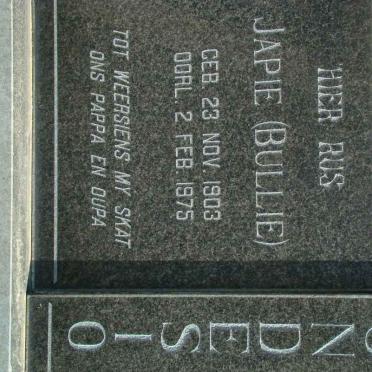 HIER RUS
JAPIE (BULLIE)
GEB. 23 NOV. 1903
OORL. 2 FEB. 1975
TOT WEERSIENS MY SKAT
ONS PAPPA EN OUPA
ONDESIO